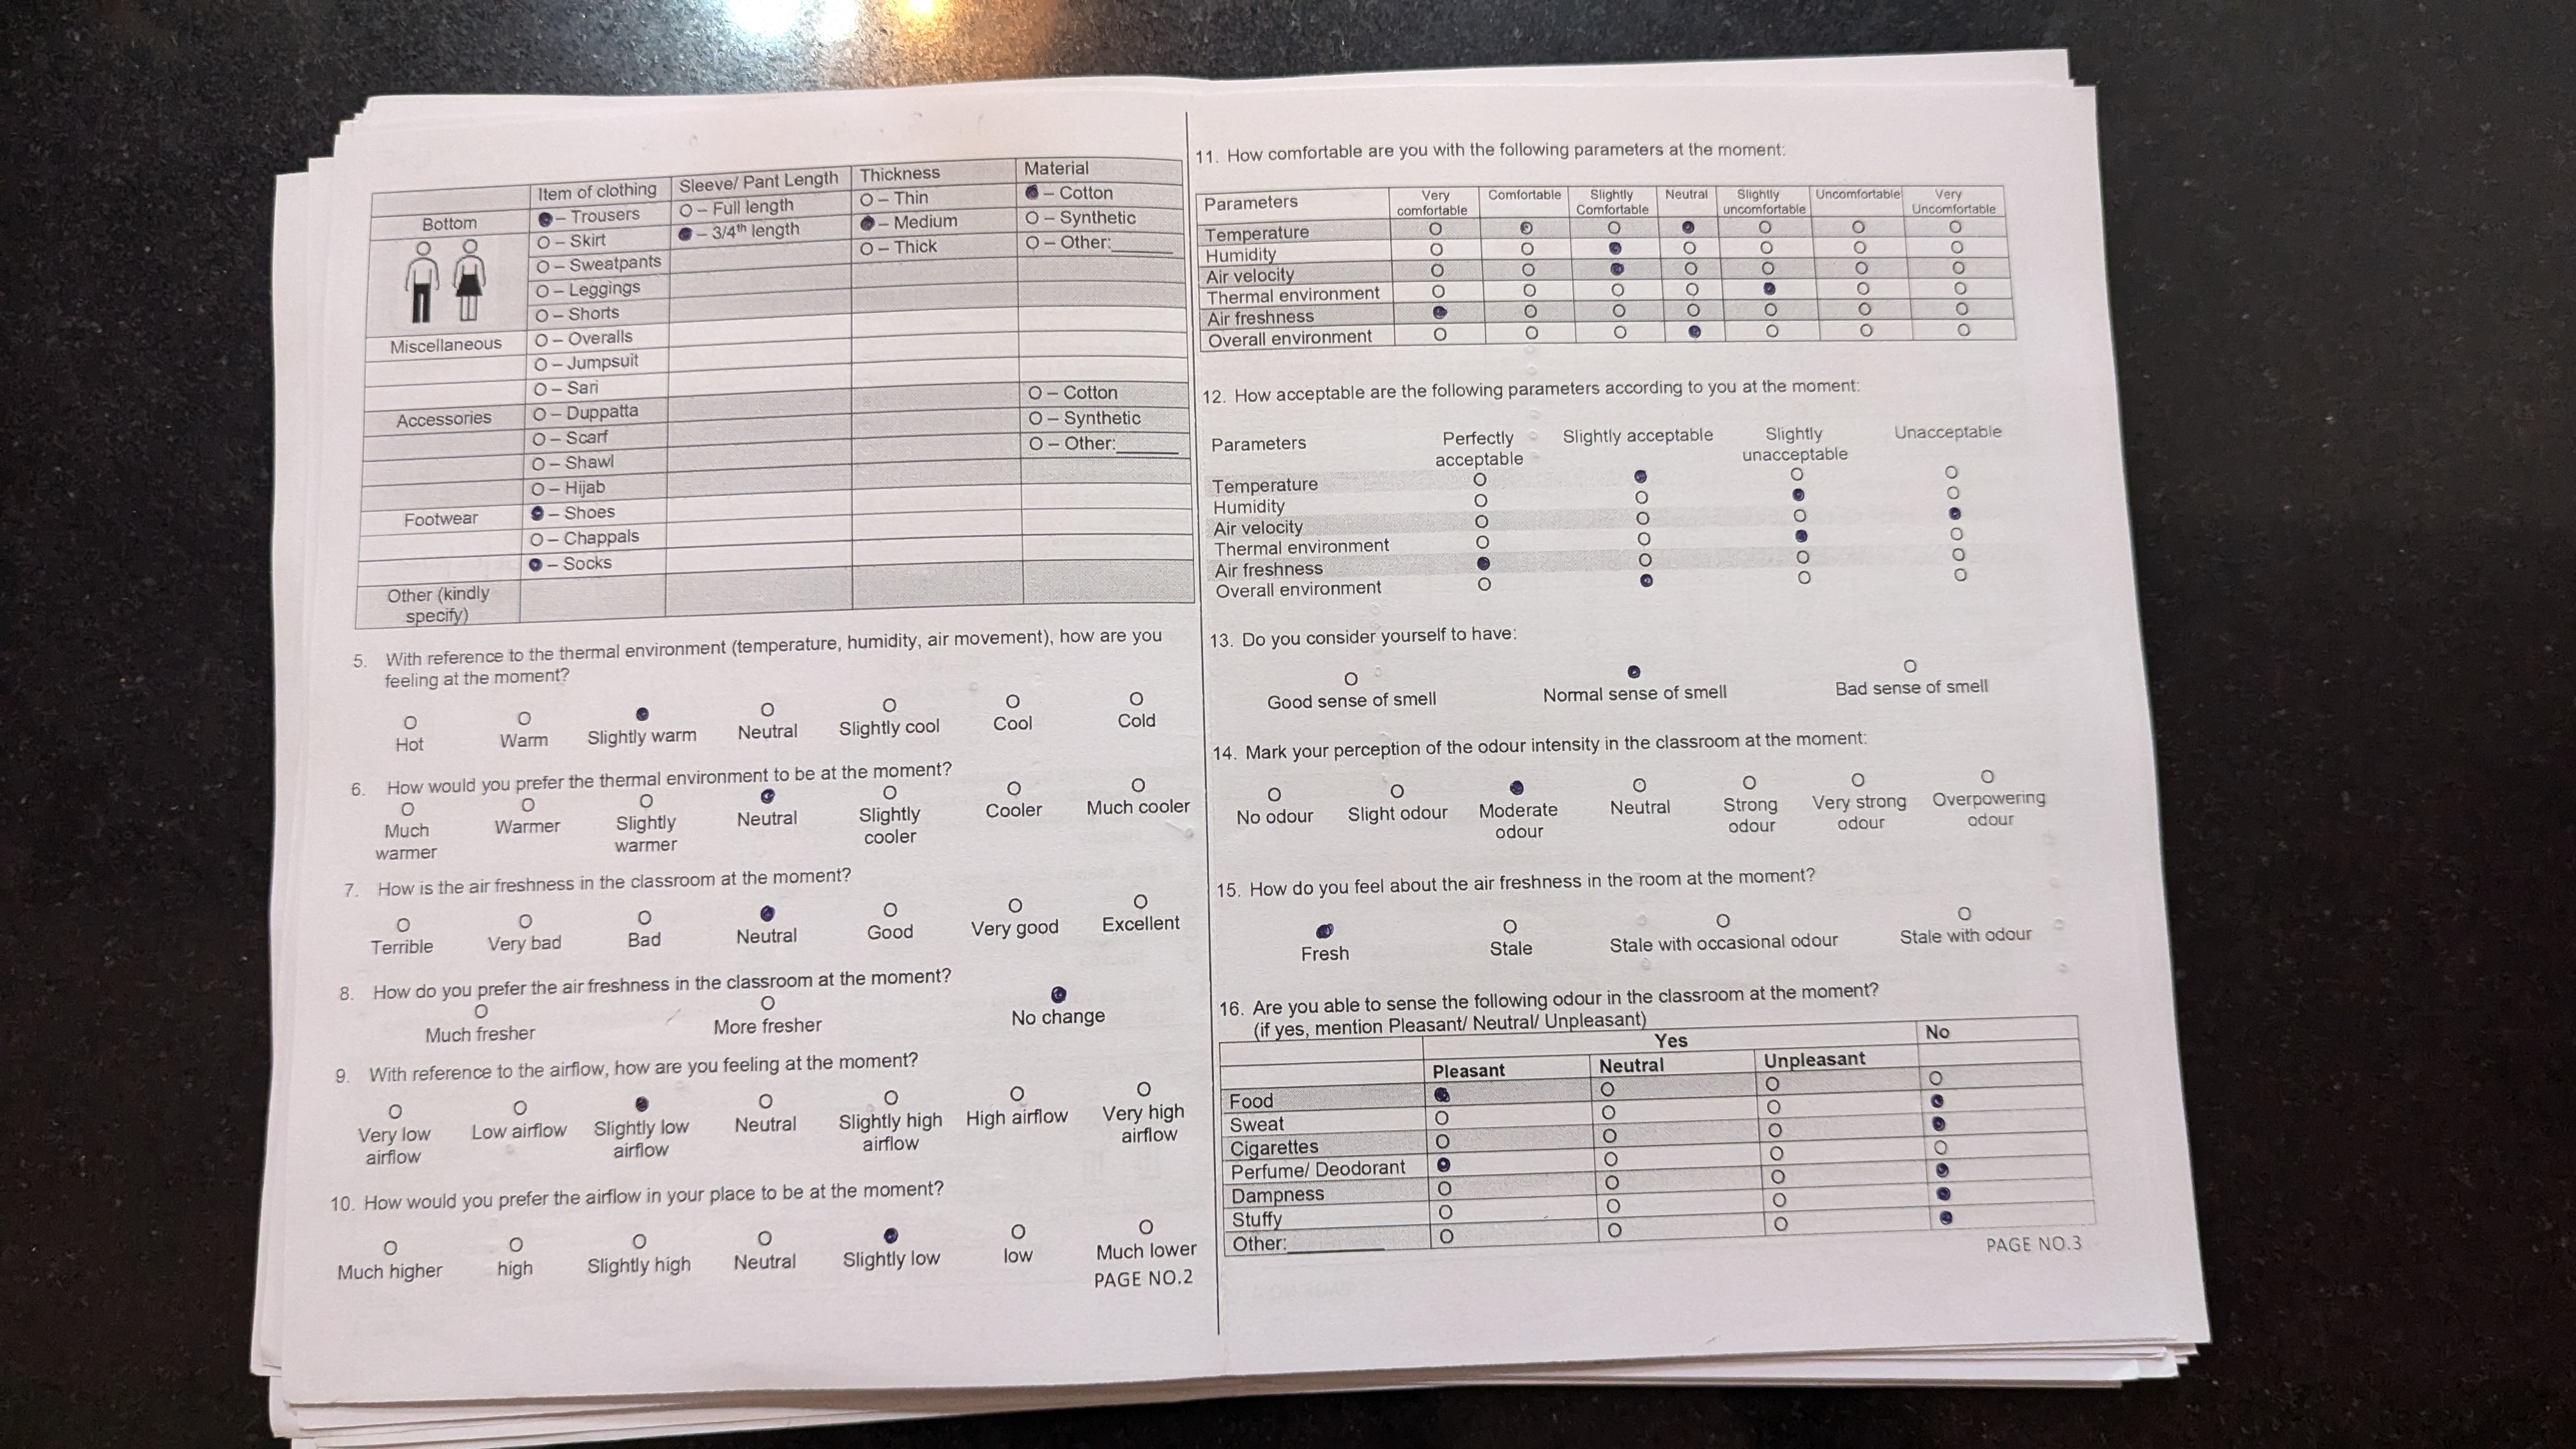 Item of clothing Sleeve/ Pant Length Thickness Material
Bottom ● – Trousers O – Full length O – Thin ● – Cotton
O – Skirt ● – 3/4th length ● – Medium O – Synthetic
O – Sweatpants O – Thick O – Other:______
O – Leggings
O – Shorts
Miscellaneous O – Overalls
O – Jumpsuit
O – Sari
Accessories O – Duppatta O – Cotton
O – Scarf O – Synthetic
O – Shawl O – Other:______
O – Hijab
Footwear ● – Shoes
O – Chappals
● – Socks
Other (kindly
specify)
5. With reference to the thermal environment (temperature, humidity, air movement), how are you
feeling at the moment?
O O ● O O O O
Hot Warm Slightly warm Neutral Slightly cool Cool Cold
6. How would you prefer the thermal environment to be at the moment?
O O O ● O O O
Much Warmer Slightly Neutral Slightly Cooler Much cooler
warmer warmer cooler
7. How is the air freshness in the classroom at the moment?
O O O ● O O O
Terrible Very bad Bad Neutral Good Very good Excellent
8. How do you prefer the air freshness in the classroom at the moment?
O O ●
Much fresher More fresher No change
9. With reference to the airflow, how are you feeling at the moment?
O O ● O O O O
Very low Low airflow Slightly low Neutral Slightly high High airflow Very high
airflow airflow airflow airflow
10. How would you prefer the airflow in your place to be at the moment?
O O O O ● O O
Much higher high Slightly high Neutral Slightly low low Much lower
PAGE NO.2
11. How comfortable are you with the following parameters at the moment:
Parameters Very Comfortable Slightly Neutral Slightly Uncomfortable Very
comfortable Comfortable uncomfortable Uncomfortable
Temperature O ● O ● O O O
Humidity O O ● O O O O
Air velocity O O ● O O O O
Thermal environment O O O O ● O O
Air freshness ● O O O O O O
Overall environment O O O ● O O O
12. How acceptable are the following parameters according to you at the moment:
Parameters Perfectly Slightly acceptable Slightly Unacceptable
acceptable unacceptable
Temperature O ● O O
Humidity O O ● O
Air velocity O O O ●
Thermal environment O O ● O
Air freshness ● O O O
Overall environment O ● O O
13. Do you consider yourself to have:
O ● O
Good sense of smell Normal sense of smell Bad sense of smell
14. Mark your perception of the odour intensity in the classroom at the moment:
O O ● O O O O
No odour Slight odour Moderate Neutral Strong Very strong Overpowering
odour odour odour odour
15. How do you feel about the air freshness in the room at the moment?
● O O O
Fresh Stale Stale with occasional odour Stale with odour
16. Are you able to sense the following odour in the classroom at the moment?
(if yes, mention Pleasant/ Neutral/ Unpleasant)
Yes No
Pleasant Neutral Unpleasant
Food ● O O O
Sweat O O O ●
Cigarettes O O O ●
Perfume/ Deodorant ● O O O
Dampness O O O ●
Stuffy O O O ●
Other:__________ O O O ●
PAGE NO.3